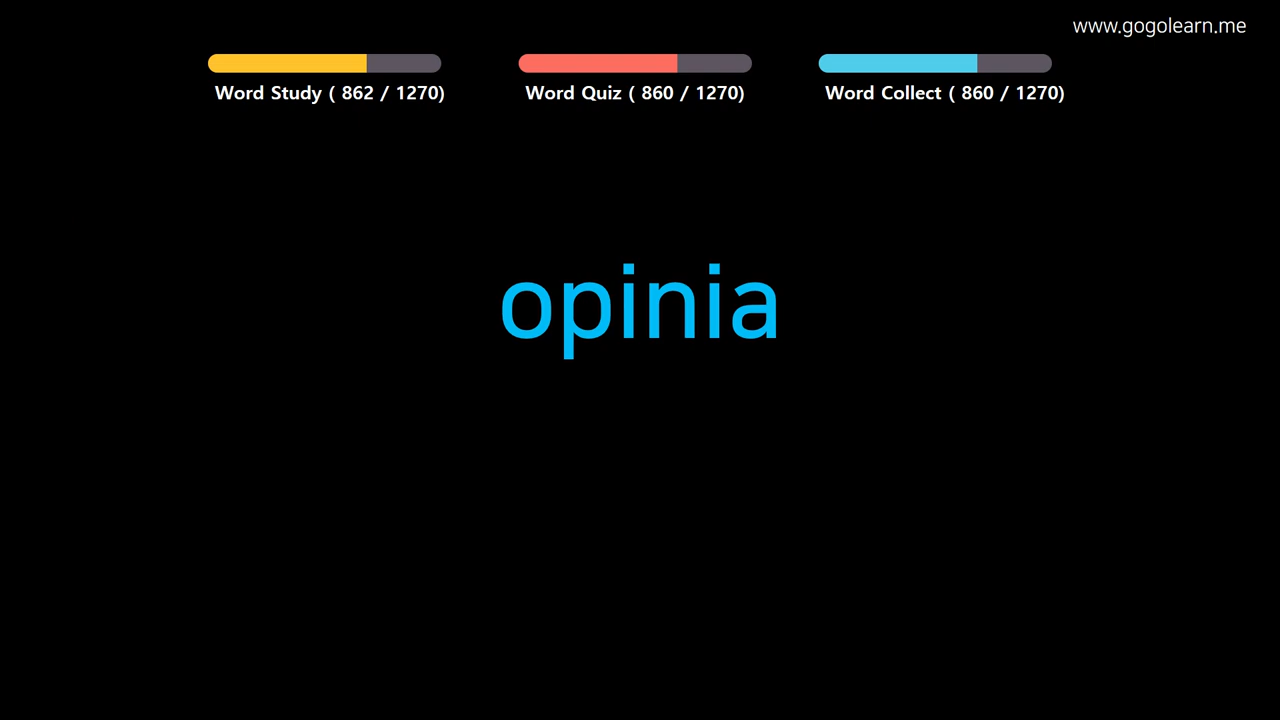 www.gogolearn.me
Word Study ( 862 / 1270)
Word Quiz ( 860 / 1270)
Word Collect ( 860 / 1270)
opinia